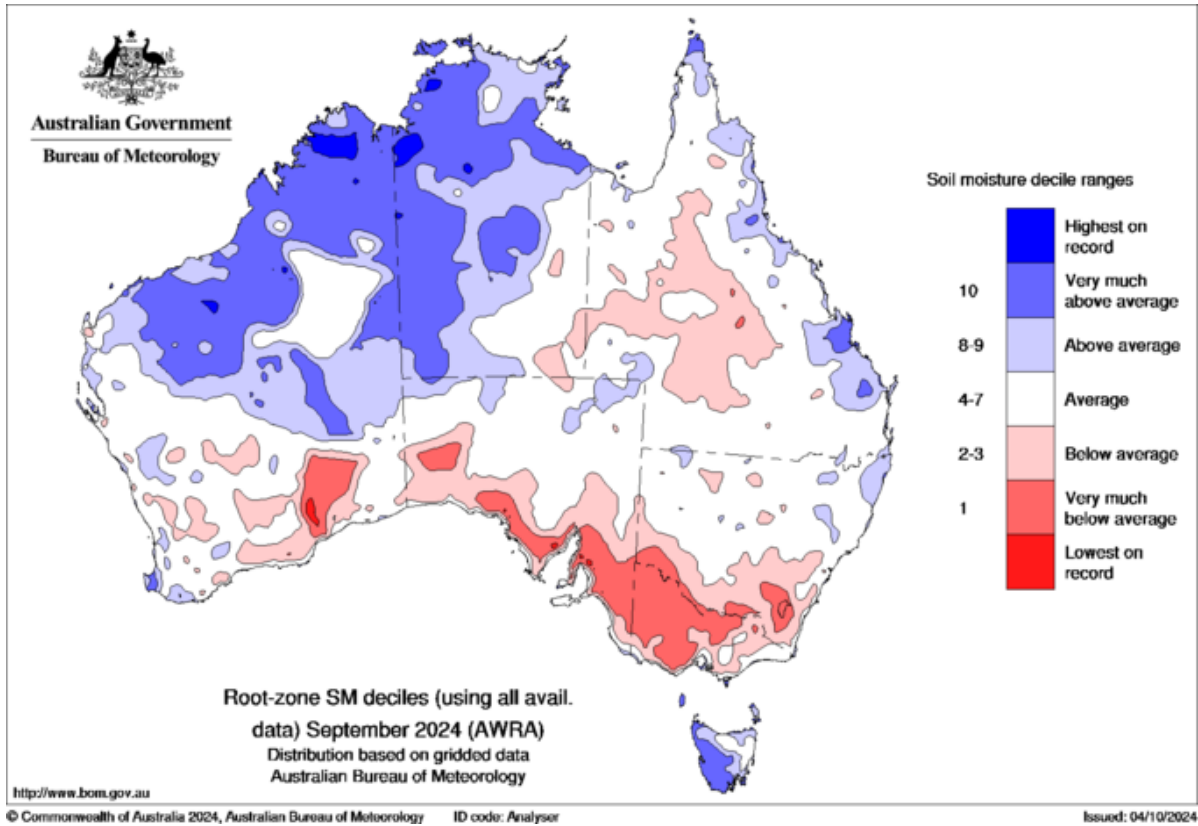 Australian Government
Bureau of Meteorology
Soil moisture decile ranges
Highest on
record
10
Very much
above average
8-9
Above average
4-7
Average
2-3
Below average
1
Very much
below average
Lowest on
record
Root-zone SM deciles (using all avail.
data) September 2024 (AWRA)
Distribution based on gridded data
Australian Bureau of Meteorology
http://www.bom.gov.au
© Commonwealth of Australia 2024, Australian Bureau of Meteorology ID code: Analyser Issued: 04/10/2024